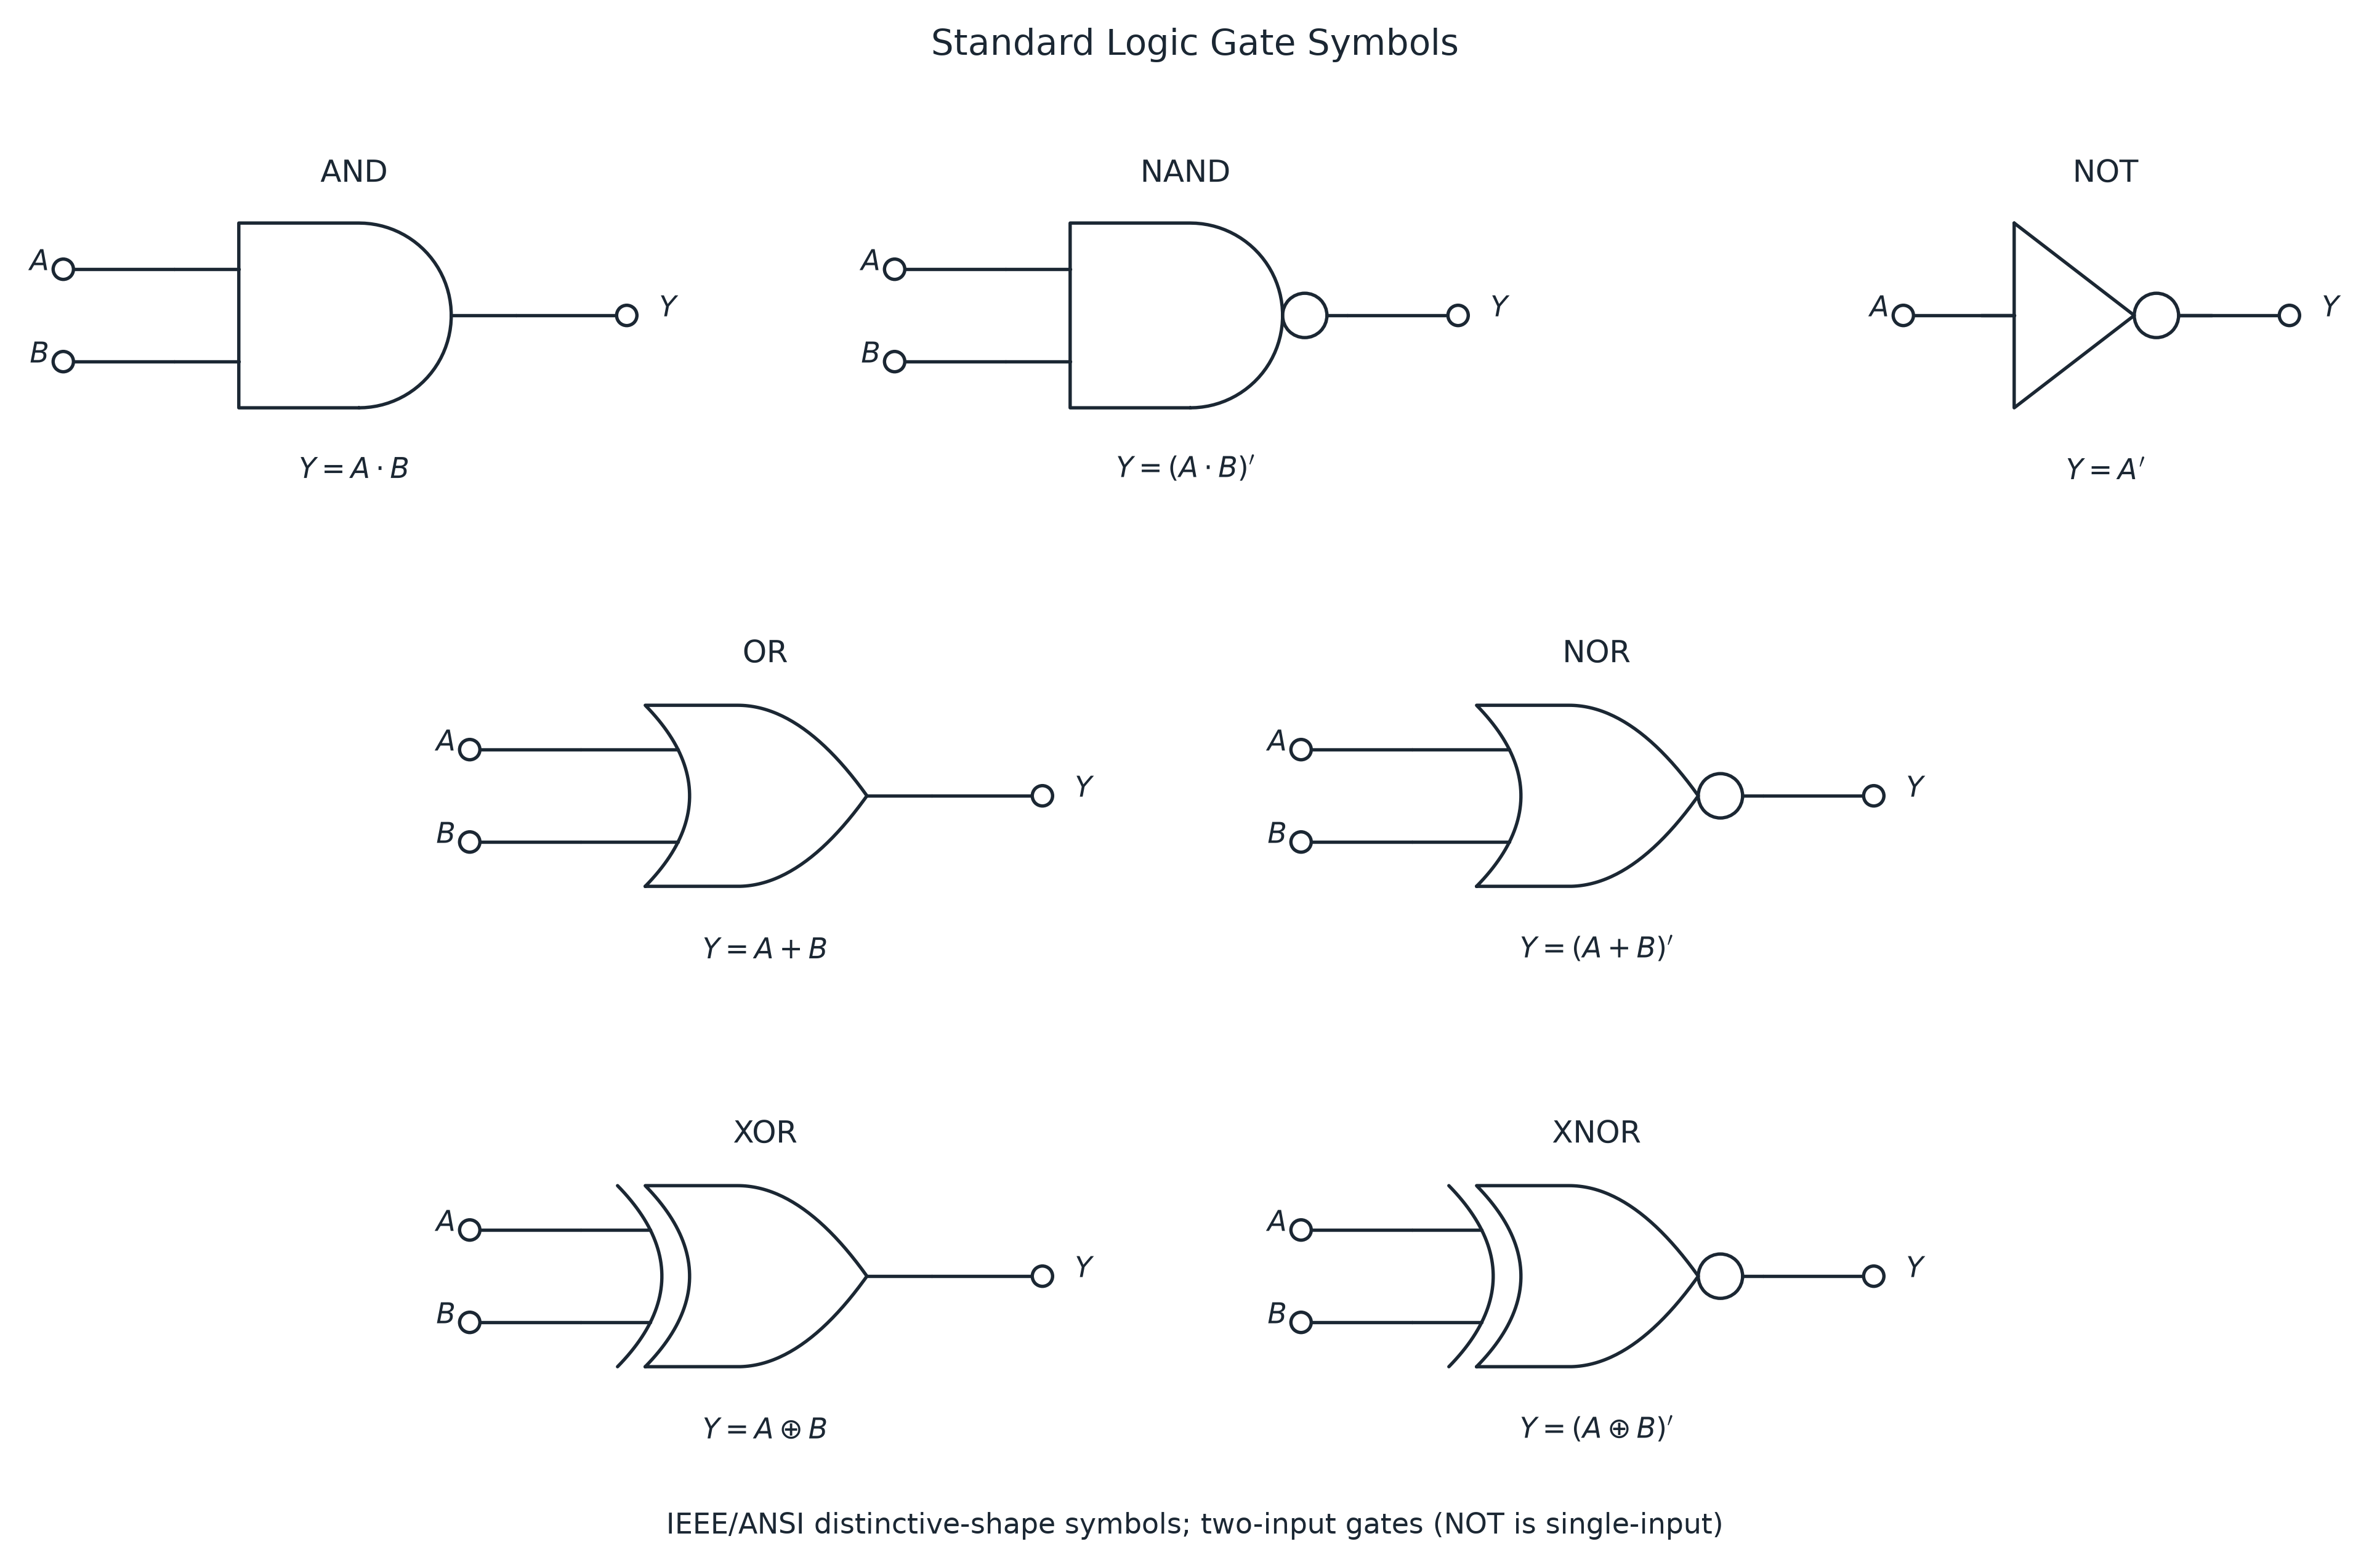 Standard Logic Gate Symbols
AND
NAND
NOT
A
B
Y
A
B
Y
A
Y
Y = A · B
Y = (A · B)′
Y = A′
OR
NOR
A
B
Y
A
B
Y
Y = A + B
Y = (A + B)′
XOR
XNOR
A
B
Y
A
B
Y
Y = A ⊕ B
Y = (A ⊕ B)′
IEEE/ANSI distinctive-shape symbols; two-input gates (NOT is single-input)